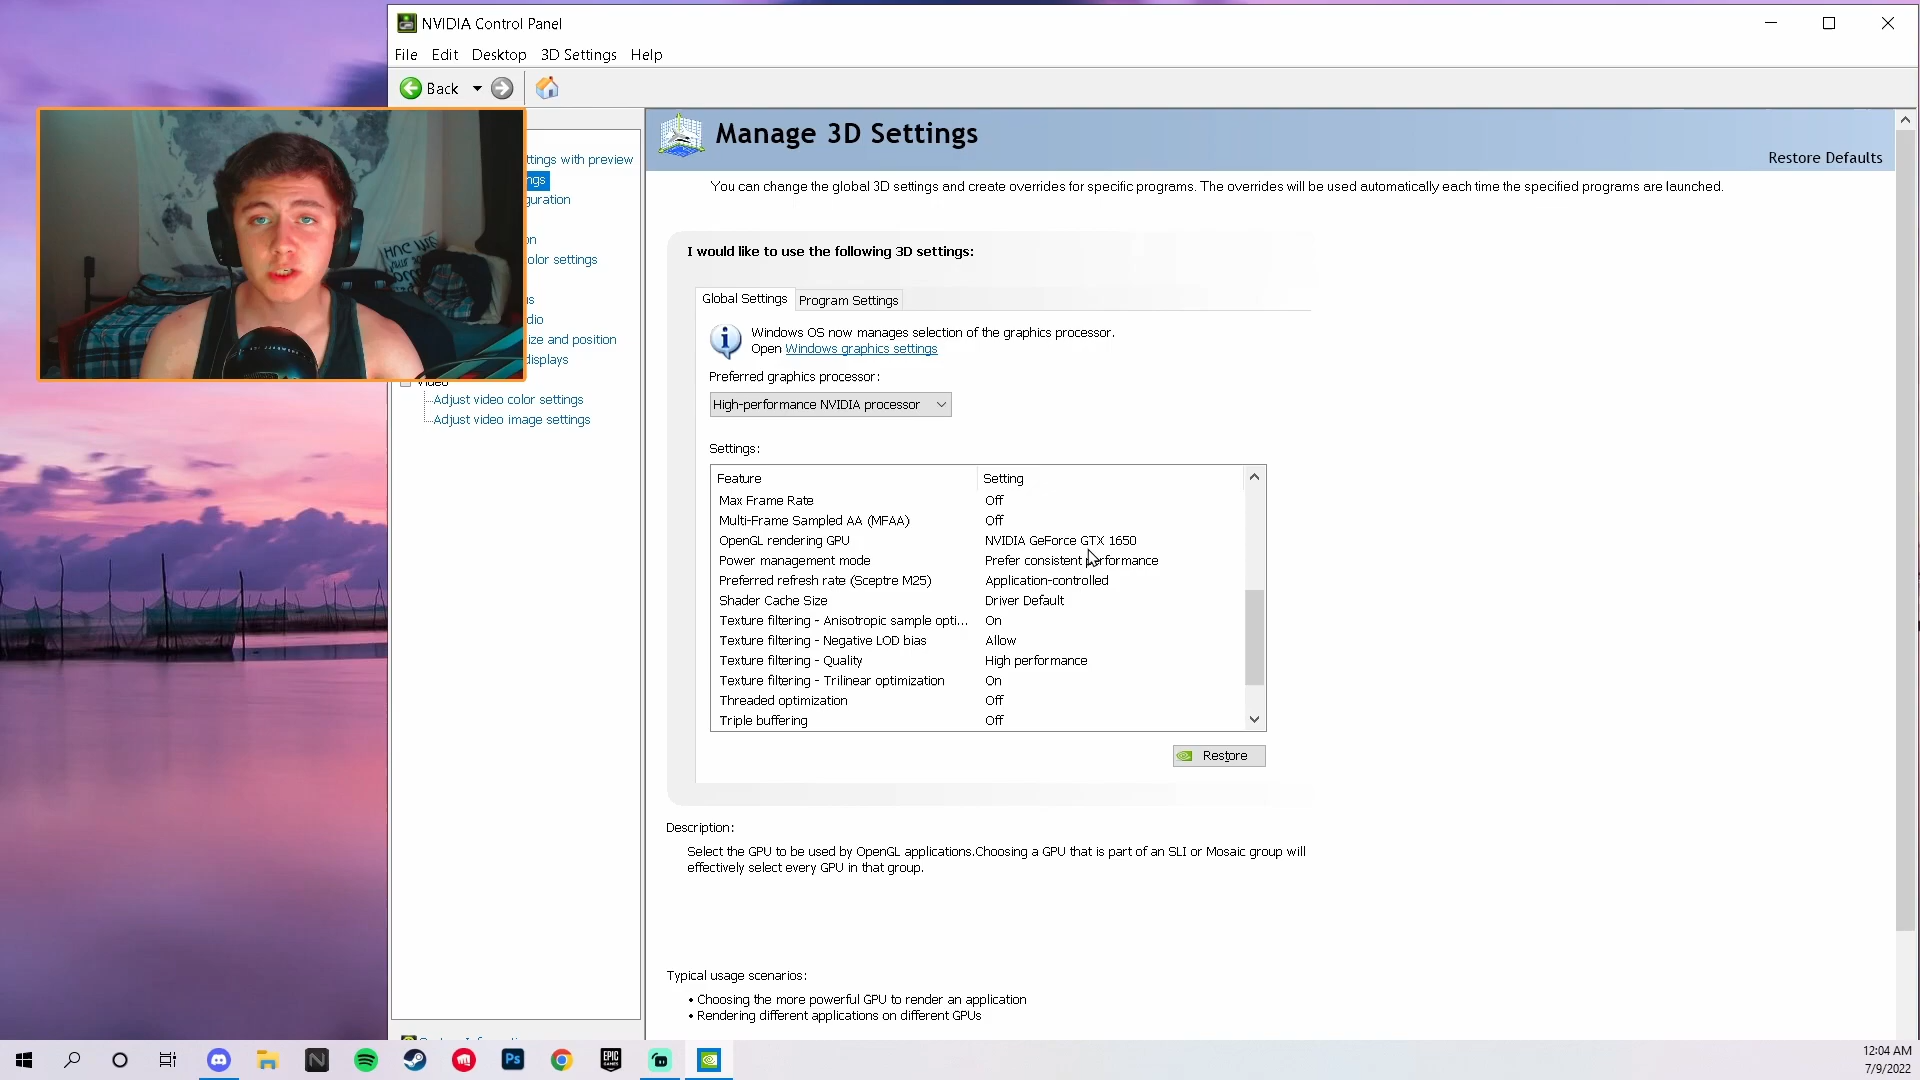 NVIDIA Control Panel
File Edit Desktop 3D Settings Help
Back
ttings with preview
ngs
guration
on
olor settings
us
dio
ize and position
displays
Video
Adjust video color settings
Adjust video image settings
Manage 3D Settings
Restore Defaults
You can change the global 3D settings and create overrides for specific programs. The overrides will be used automatically each time the specified programs are launched.
I would like to use the following 3D settings:
Global Settings Program Settings
Windows OS now manages selection of the graphics processor.
Open Windows graphics settings
Preferred graphics processor:
High-performance NVIDIA processor
Settings:
Feature Setting
Max Frame Rate Off
Multi-Frame Sampled AA (MFAA) Off
OpenGL rendering GPU NVIDIA GeForce GTX 1650
Power management mode Prefer consistent performance
Preferred refresh rate (Sceptre M25) Application-controlled
Shader Cache Size Driver Default
Texture filtering - Anisotropic sample opti... On
Texture filtering - Negative LOD bias Allow
Texture filtering - Quality High performance
Texture filtering - Trilinear optimization On
Threaded optimization Off
Triple buffering Off
Restore
Description:
Select the GPU to be used by OpenGL applications.Choosing a GPU that is part of an SLI or Mosaic group will
effectively select every GPU in that group.
Typical usage scenarios:
• Choosing the more powerful GPU to render an application
• Rendering different applications on different GPUs
HUG ME
N
Ps
EPIC
GAMES
12:04 AM
7/9/2022